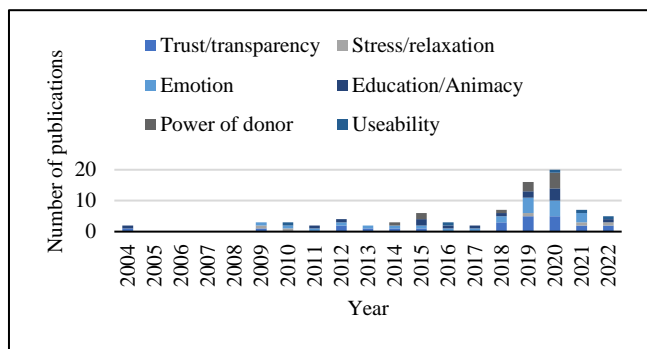 Trust/transparency Stress/relaxation
Emotion Education/Animacy
Power of donor Useability
Number of publications
20
10
0
2004 2005 2006 2007 2008 2009 2010 2011 2012 2013 2014 2015 2016 2017 2018 2019 2020 2021 2022
Year